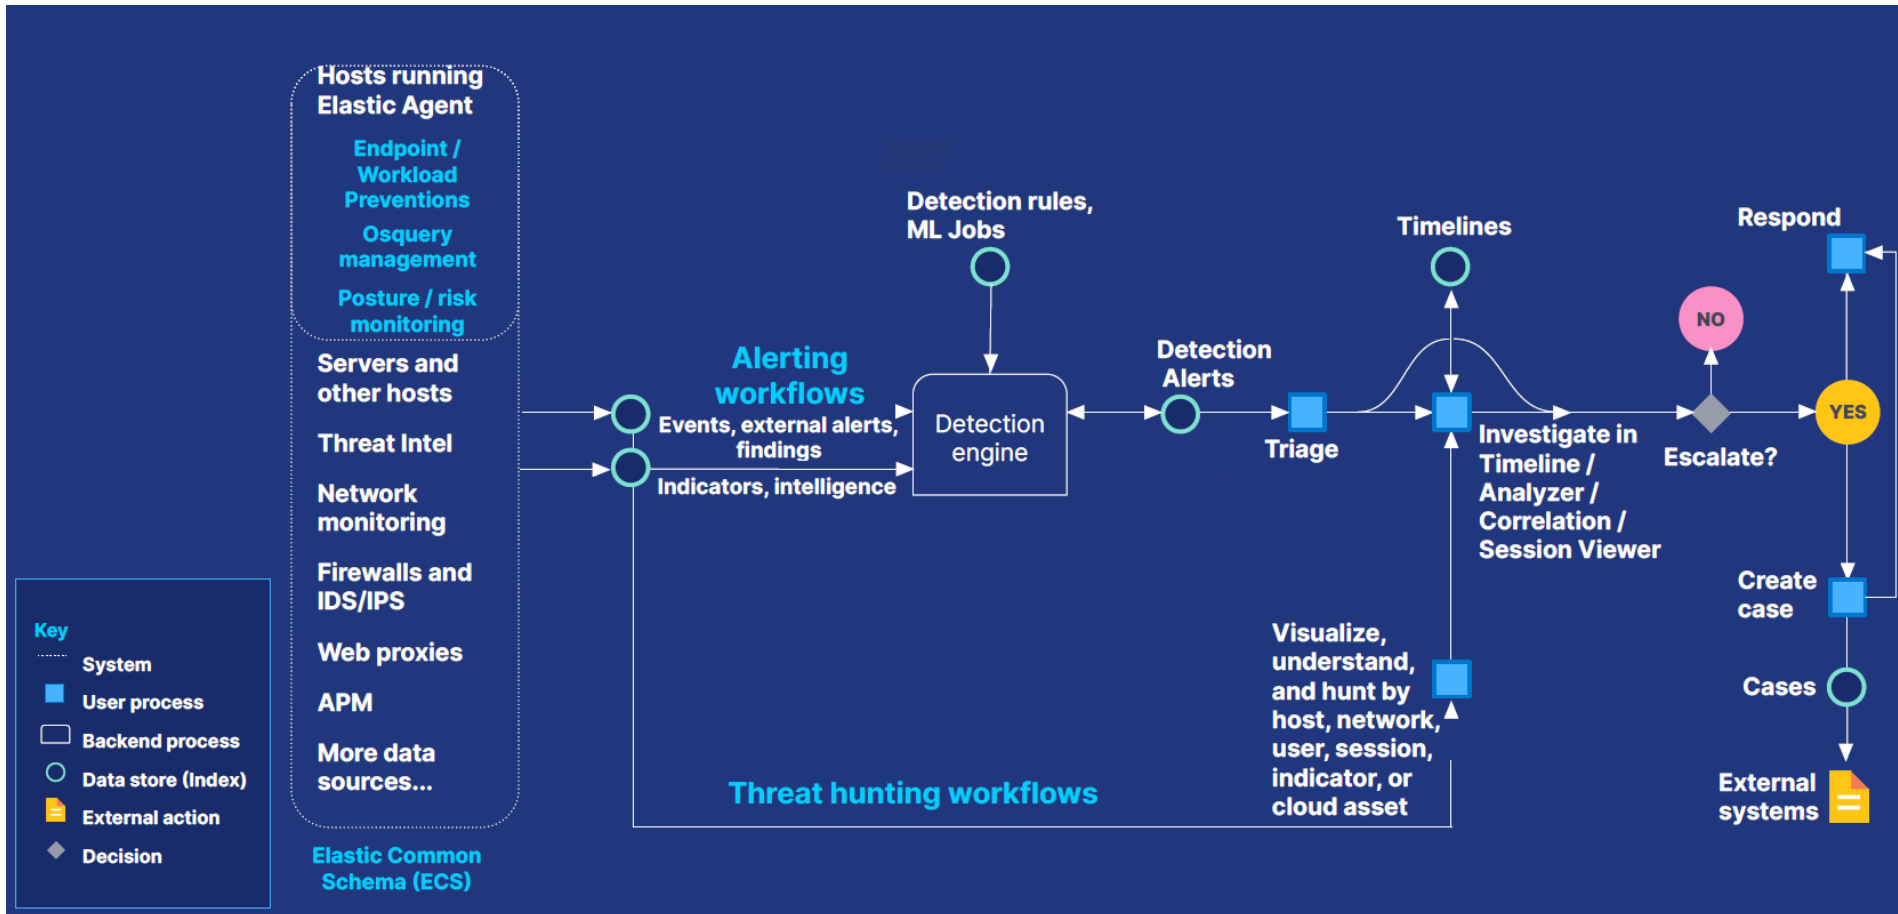 Hosts running
Elastic Agent
Endpoint /
Workload
Preventions
Osquery
management
Posture / risk
monitoring
Servers and
other hosts
Threat Intel
Network
monitoring
Firewalls and
IDS/IPS
Web proxies
APM
More data
sources...
Elastic Common
Schema (ECS)
Key
System
User process
Backend process
Data store (Index)
External action
Decision
Alerting
workflows
Events, external alerts,
findings
Indicators, intelligence
Detection rules,
ML Jobs
Detection
engine
Detection
Alerts
Triage
Timelines
Investigate in
Timeline /
Analyzer /
Correlation /
Session Viewer
Threat hunting workflows
Visualize,
understand,
and hunt by
host, network,
user, session,
indicator, or
cloud asset
NO
Escalate?
YES
Respond
Create
case
Cases
External
systems